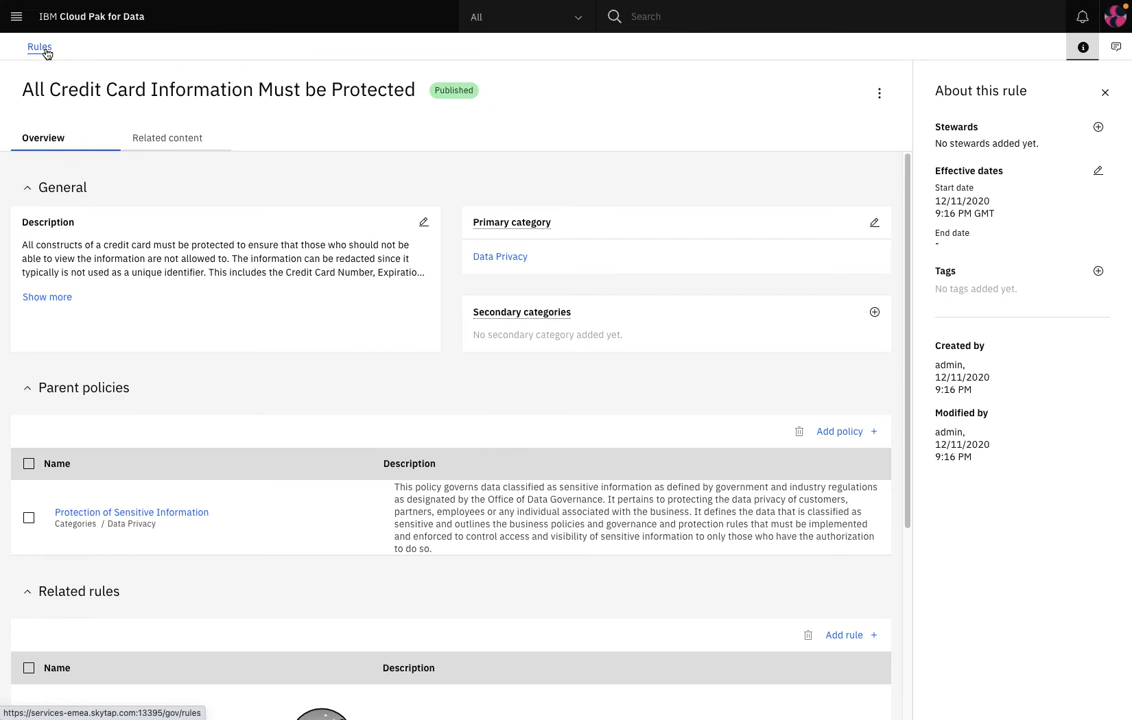 IBM Cloud Pak for Data
All
Search
Rules
All Credit Card Information Must be Protected
Published
Overview
Related content
General
Description
All constructs of a credit card must be protected to ensure that those who should not be
able to view the information are not allowed to. The information can be redacted since it
typically is not used as a unique identifier. This includes the Credit Card Number, Expiratio...
Show more
Primary category
Data Privacy
Secondary categories
No secondary category added yet.
Parent policies
Add policy +
Name
Description
Protection of Sensitive Information
Categories / Data Privacy
This policy governs data classified as sensitive information as defined by government and industry regulations
as designated by the Office of Data Governance. It pertains to protecting the data privacy of customers,
partners, employees or any individual associated with the business. It defines the data that is classified as
sensitive and outlines the business policies and governance and protection rules that must be implemented
and enforced to control access and visibility of sensitive information to only those who have the authorization
to do so.
Related rules
Add rule +
Name
Description
https://services-emea.skytap.com:13395/gov/rules
About this rule
Stewards
No stewards added yet.
Effective dates
Start date
12/11/2020
9:16 PM GMT
End date
-
Tags
No tags added yet.
Created by
admin,
12/11/2020
9:16 PM
Modified by
admin,
12/11/2020
9:16 PM